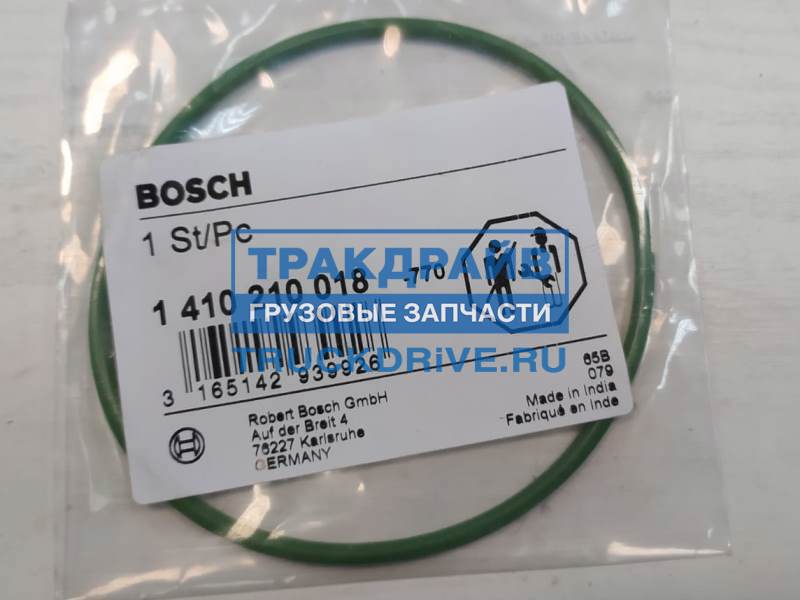 BOSCH
1 St/Pc
1 410 210 018 -770
ТРАКДРАЙВ
ГРУЗОВЫЕ ЗАПЧАСТИ
TRUCKDRiVE.RU
3 165142 939926
65B
079
Made in India
Fabriqué en Inde
Robert Bosch GmbH
Auf der Breit 4
76227 Karlsruhe
GERMANY